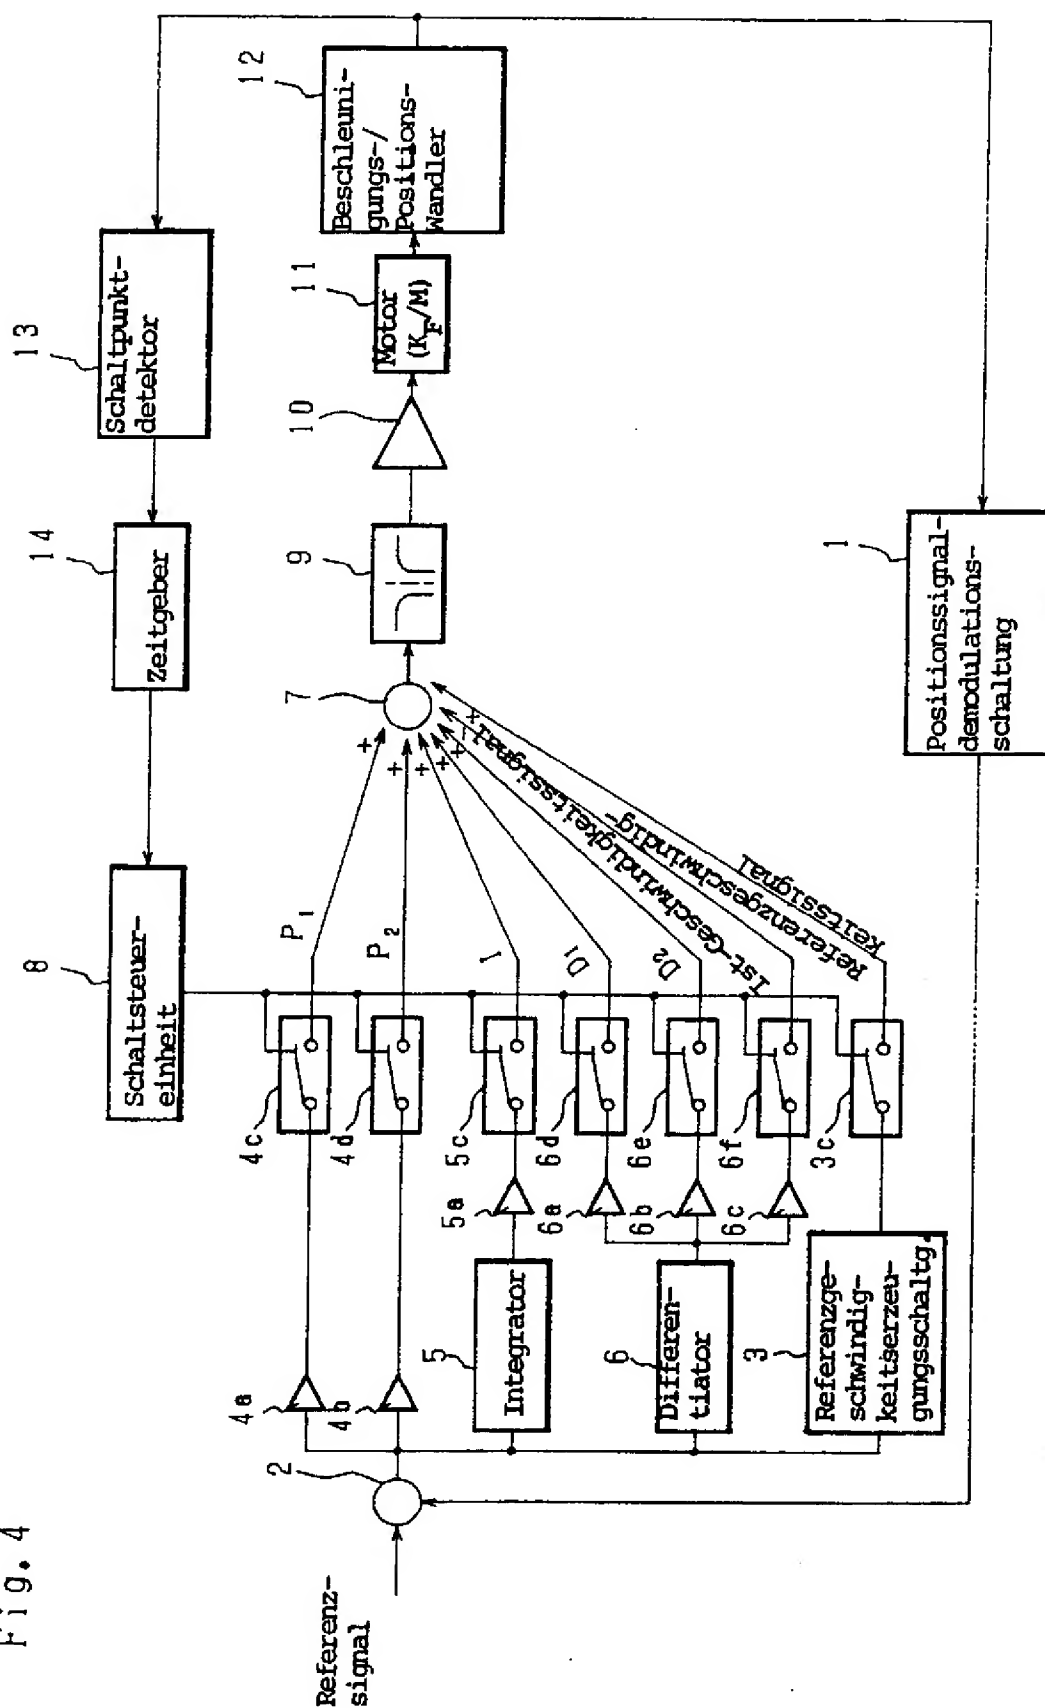 Fig. 4
Referenz-
signal
2
4a
4b
5
Integrator
6
Differen-
tiator
3
Referenzge-
schwindig-
keitserzeu-
gungsschaltg.
5a
6a
6b
6c
4c
4d
5c
6d
6e
6f
3c
8
Schaltsteuer-
einheit
P1
P2
I
D1
D2
Ist-Geschwindigkeitssignal
Referenzgeschwindig-
keitssignal
+
+
+
+
+
-
+
7
14
Zeitgeber
9
10
13
Schaltpunkt-
detektor
11
Motor
(KF/M)
12
Beschleuni-
gungs-/
Positions-
wandler
1
Positionssignal-
demodulations-
schaltung